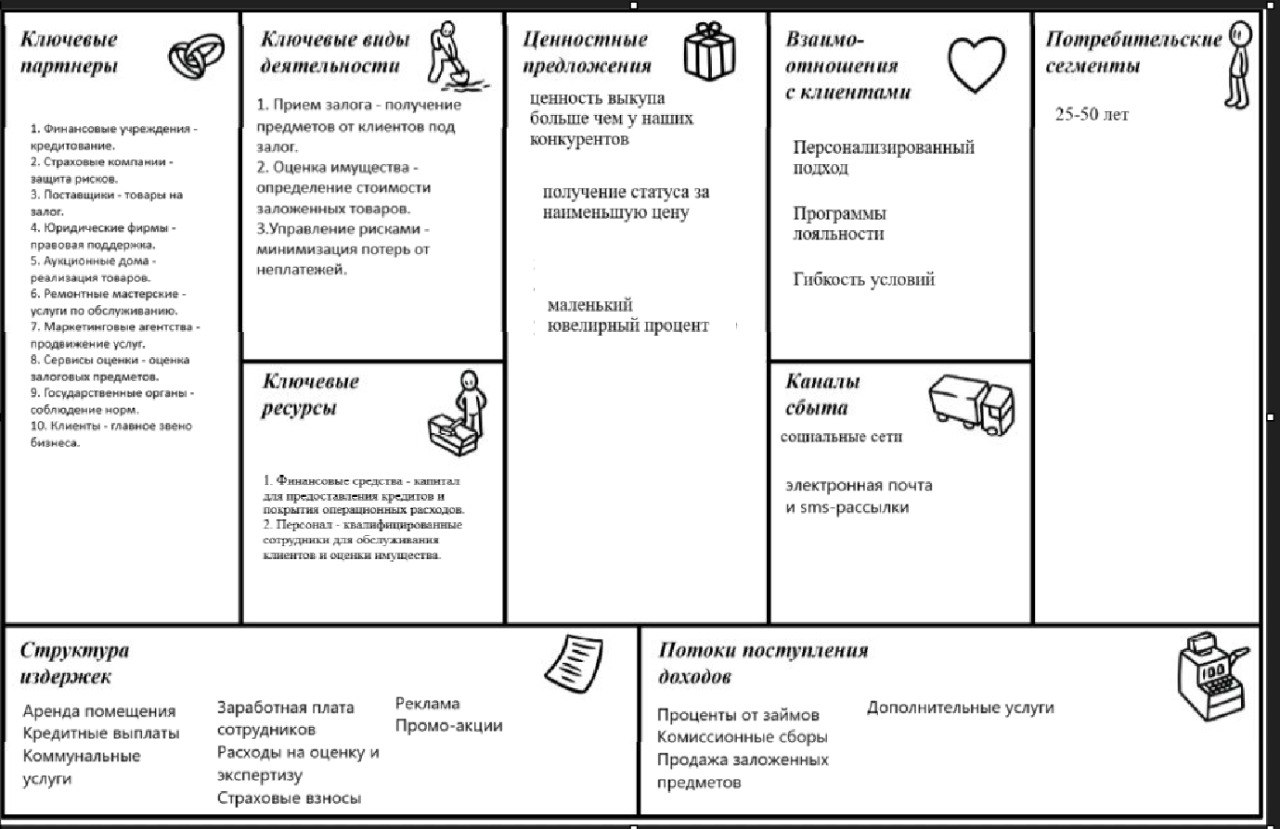 Ключевые
партнеры
1. Финансовые учреждения -
кредитование.
2. Страховые компании -
защита рисков.
3. Поставщики - товары на
залог.
4. Юридические фирмы -
правовая поддержка.
5. Аукционные дома -
реализация товаров.
6. Ремонтные мастерские -
услуги по обслуживанию.
7. Маркетинговые агентства -
продвижение услуг.
8. Сервисы оценки - оценка
залоговых предметов.
9. Государственные органы -
соблюдение норм.
10. Клиенты - главное звено
бизнеса.
Ключевые виды
деятельности
1. Прием залога - получение
предметов от клиентов под
залог.
2. Оценка имущества -
определение стоимости
заложенных товаров.
3.Управление рисками -
минимизация потерь от
неплатежей.
Ключевые
ресурсы
1. Финансовые средства - капитал
для предоставления кредитов и
покрытия операционных расходов.
2. Персонал - квалифицированные
сотрудники для обслуживания
клиентов и оценки имущества.
Ценностные
предложения
ценность выкупа
больше чем у наших
конкурентов
получение статуса за
наименьшую цену
маленький
ювелирный процент
Взаимо-
отношения
с клиентами
Персонализированный
подход
Программы
лояльности
Гибкость условий
Каналы
сбыта
социальные сети
электронная почта
и sms-рассылки
Потребительские
сегменты
25-50 лет
Структура
издержек
Аренда помещения
Кредитные выплаты
Коммунальные
услуги
Заработная плата
сотрудников
Расходы на оценку и
экспертизу
Страховые взносы
Реклама
Промо-акции
Потоки поступления
доходов
Проценты от займов
Комиссионные сборы
Продажа заложенных
предметов
Дополнительные услуги
100